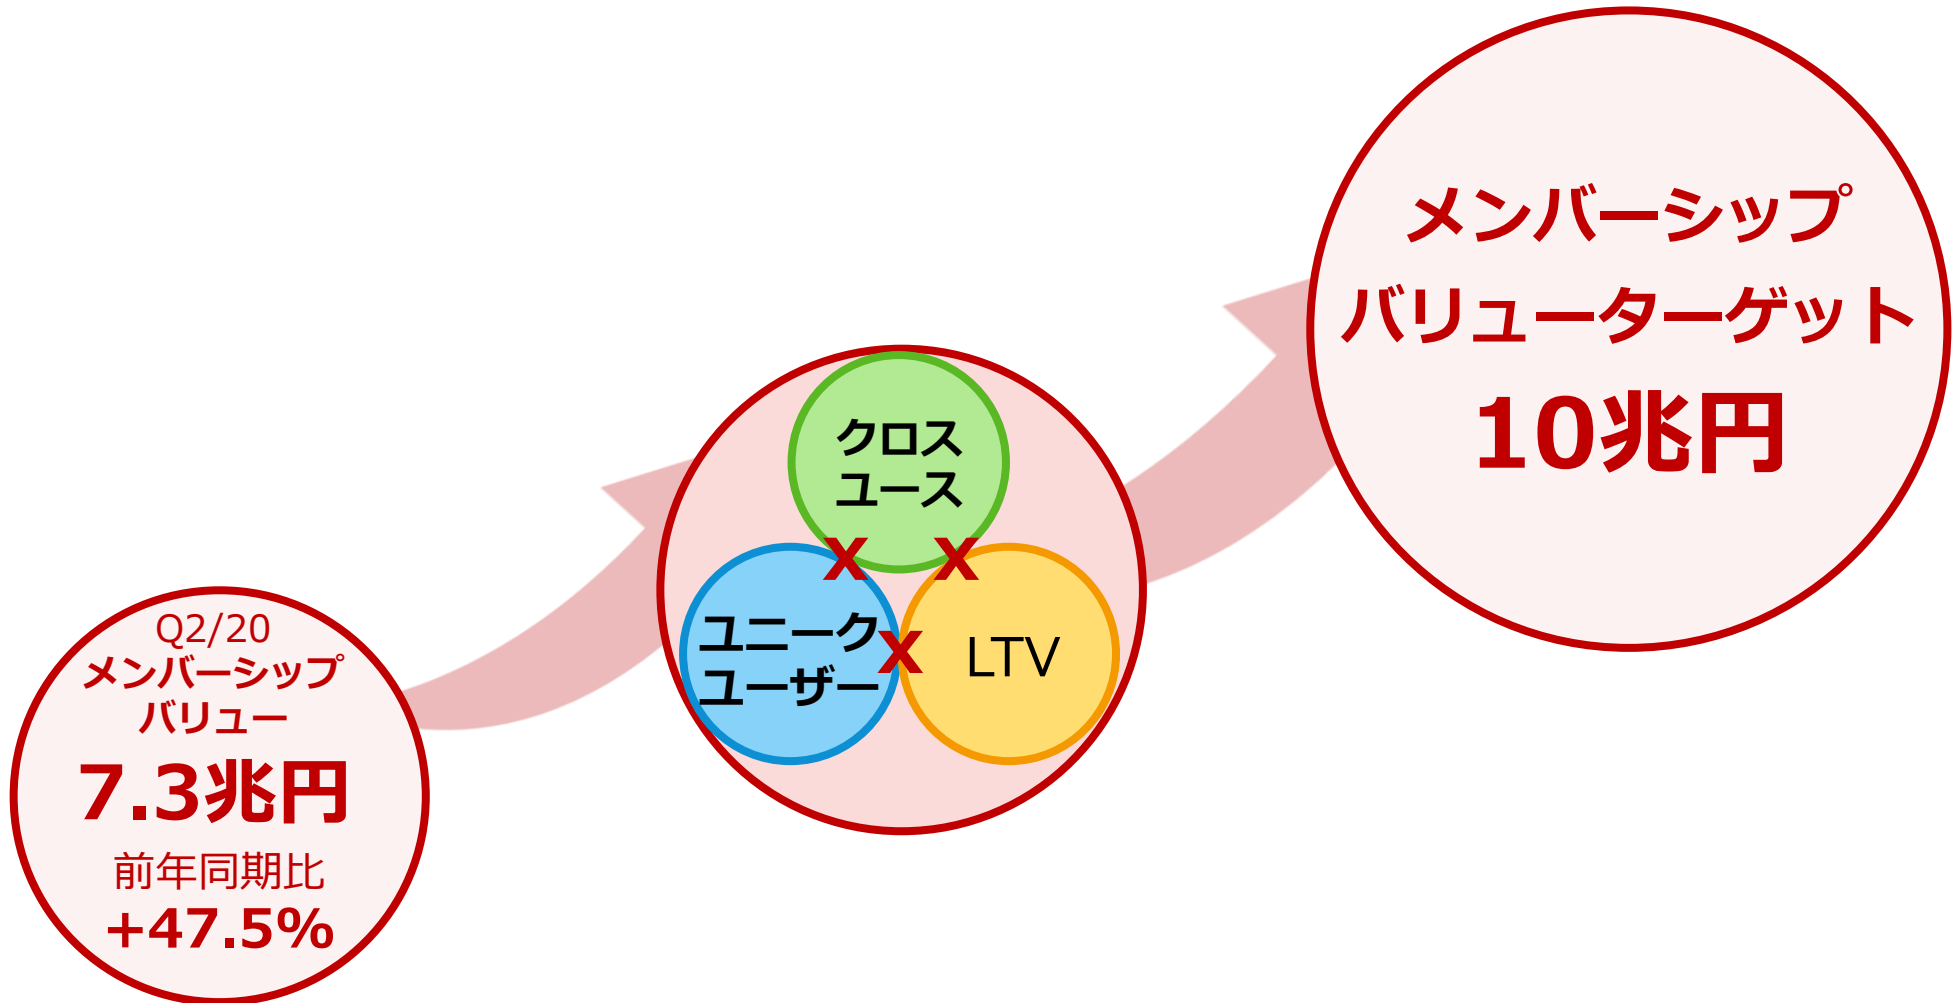 Q2/20
メンバーシップ
バリュー
7.3兆円
前年同期比
+47.5%
クロス
ユース
X
X
ユニーク
ユーザー
X
LTV
メンバーシップ
バリューターゲット
10兆円